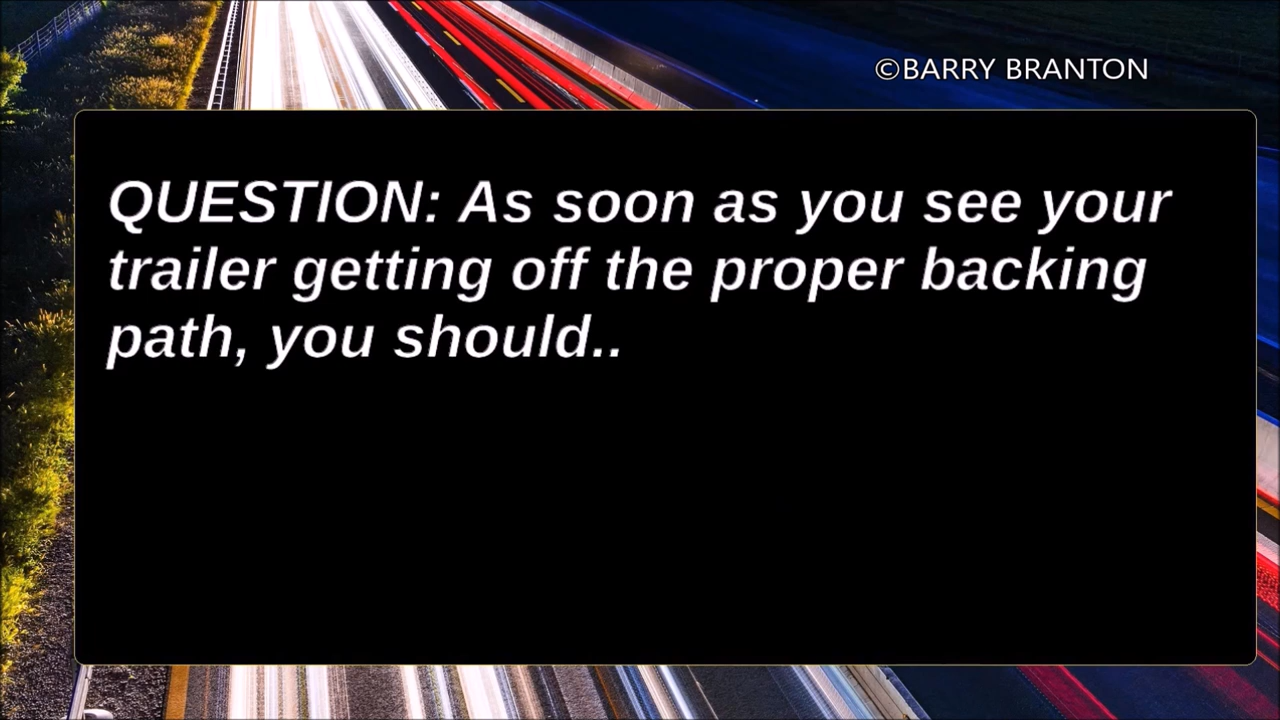 ©BARRY BRANTON
QUESTION: As soon as you see your
trailer getting off the proper backing
path, you should..